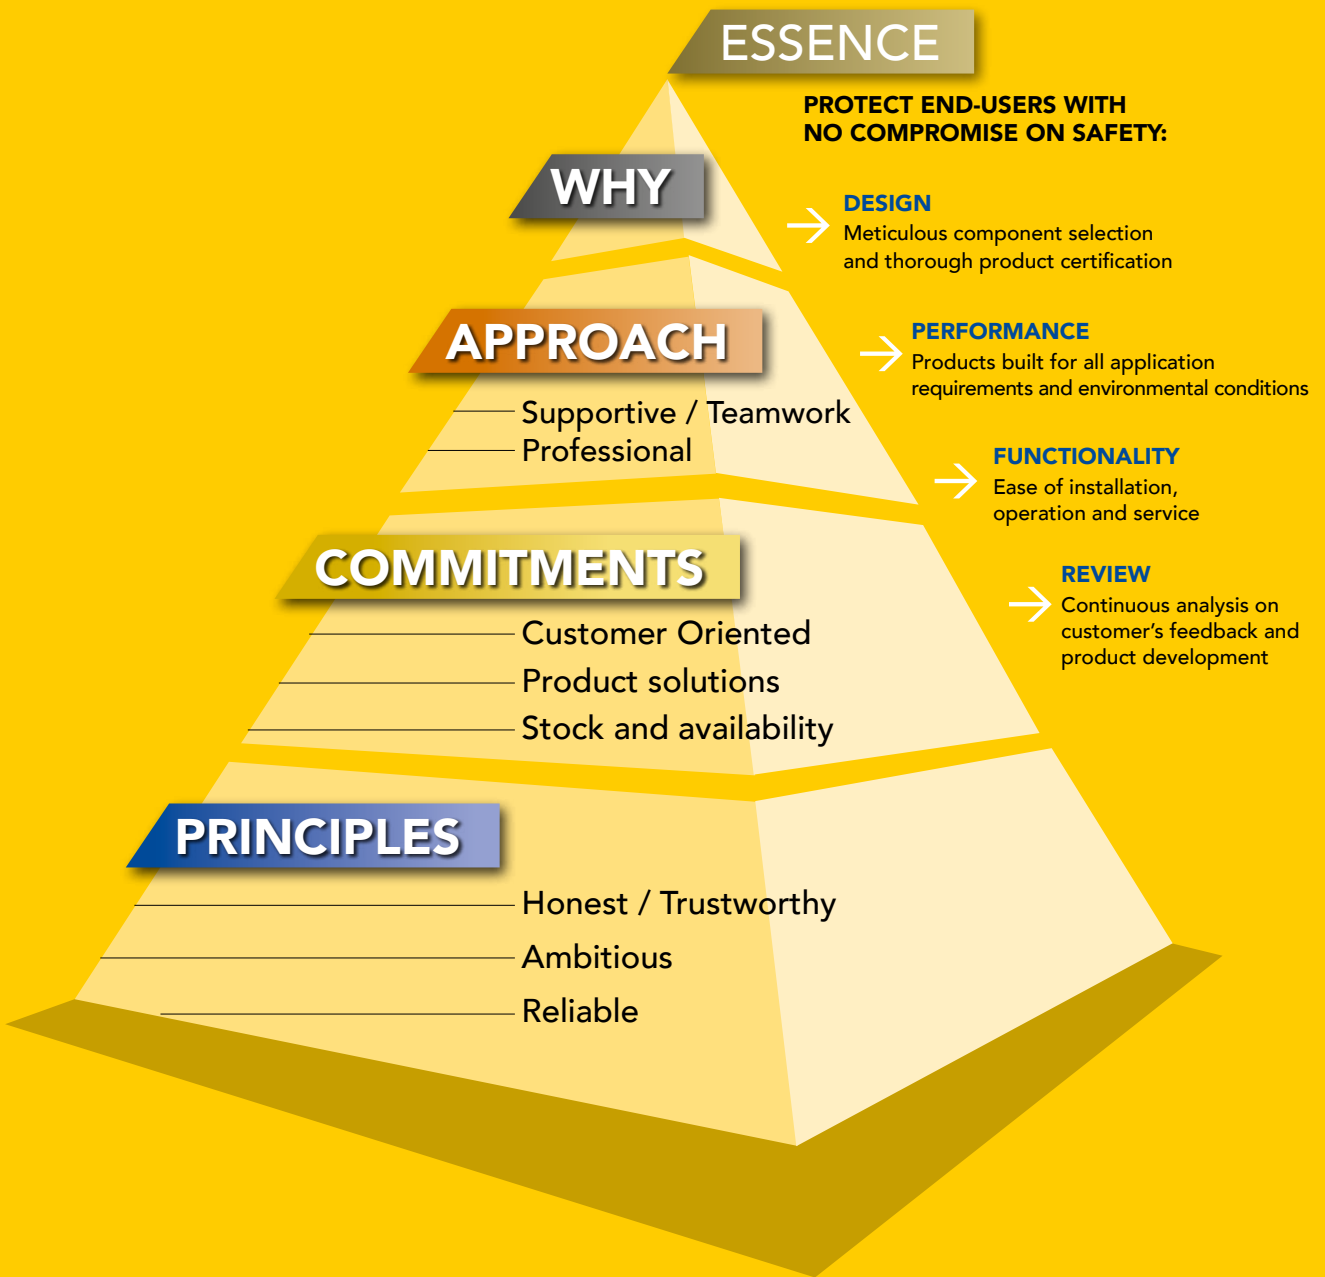 ESSENCE
PROTECT END-USERS WITH
NO COMPROMISE ON SAFETY:
WHY
DESIGN
Meticulous component selection
and thorough product certification
APPROACH
Supportive / Teamwork
Professional
PERFORMANCE
Products built for all application
requirements and environmental conditions
FUNCTIONALITY
Ease of installation,
operation and service
COMMITMENTS
Customer Oriented
Product solutions
Stock and availability
REVIEW
Continuous analysis on
customer’s feedback and
product development
PRINCIPLES
Honest / Trustworthy
Ambitious
Reliable